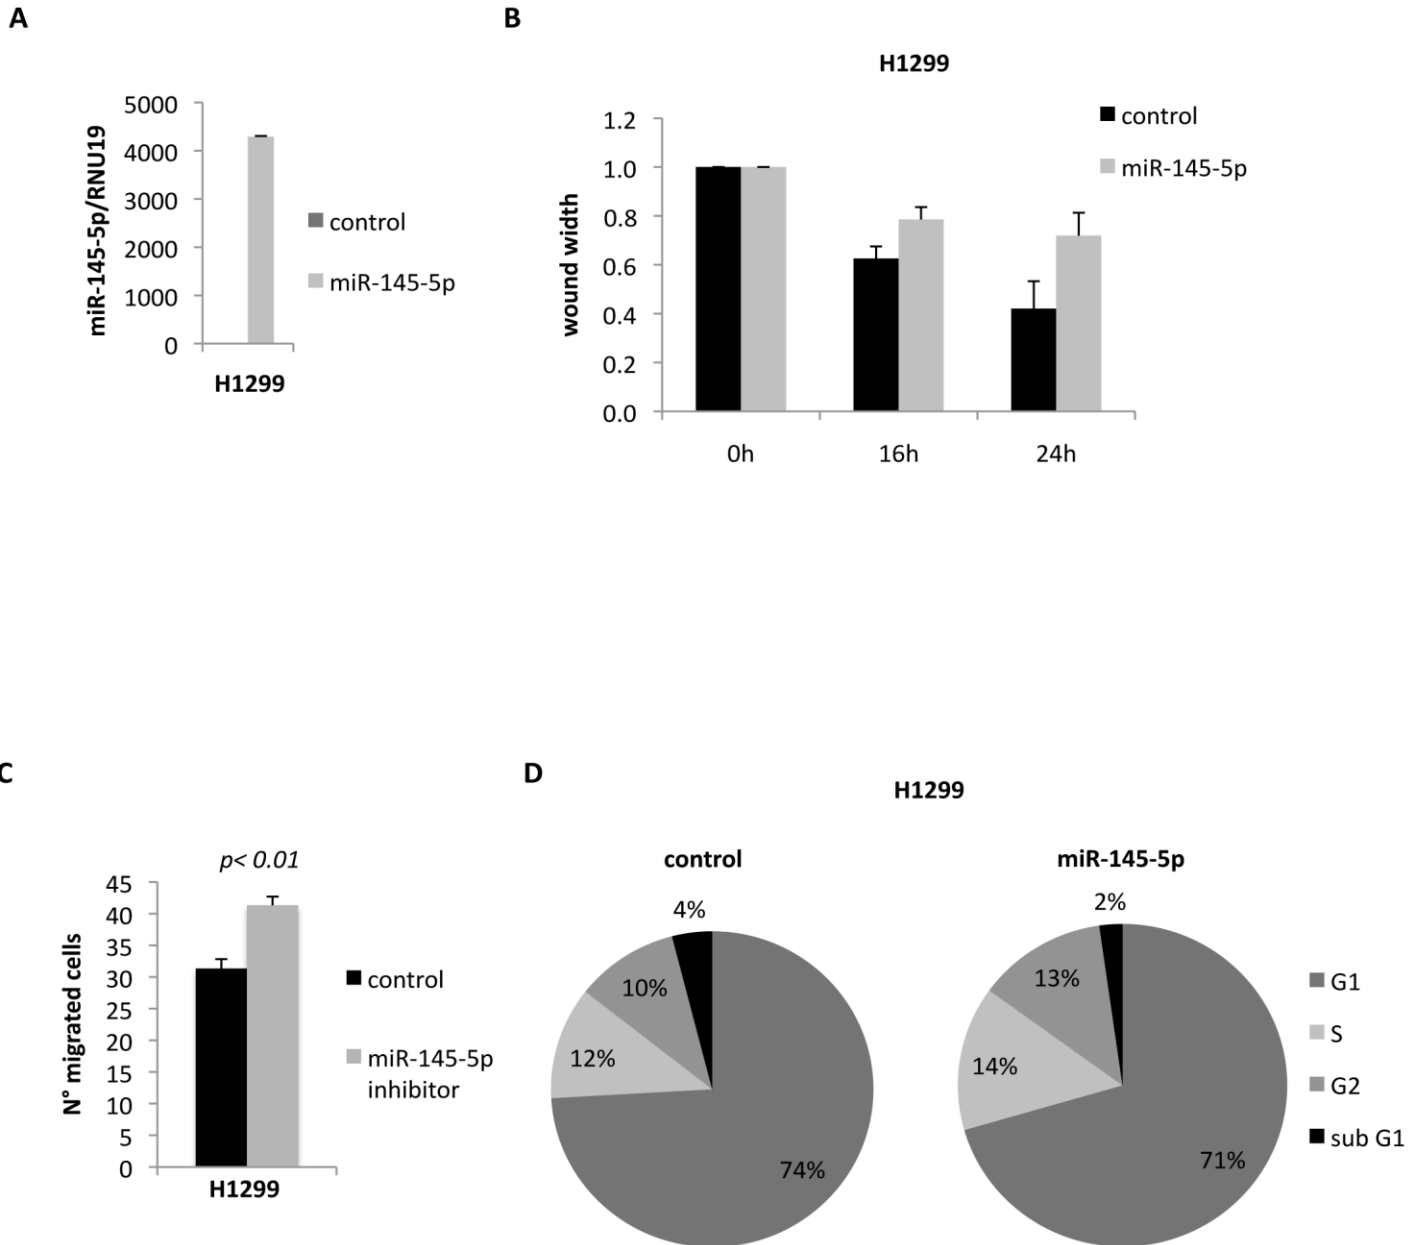 A
5000
4000
3000
2000
1000
0
miR-145-5p/RNU19
control
miR-145-5p
H1299
B
H1299
1.2
1.0
0.8
0.6
0.4
0.2
0.0
wound width
control
miR-145-5p
0h
16h
24h
C
p< 0.01
45
40
35
30
25
20
15
10
5
0
N° migrated cells
control
miR-145-5p
inhibitor
H1299
D
H1299
control
4%
10%
12%
74%
miR-145-5p
2%
13%
14%
71%
G1
S
G2
sub G1